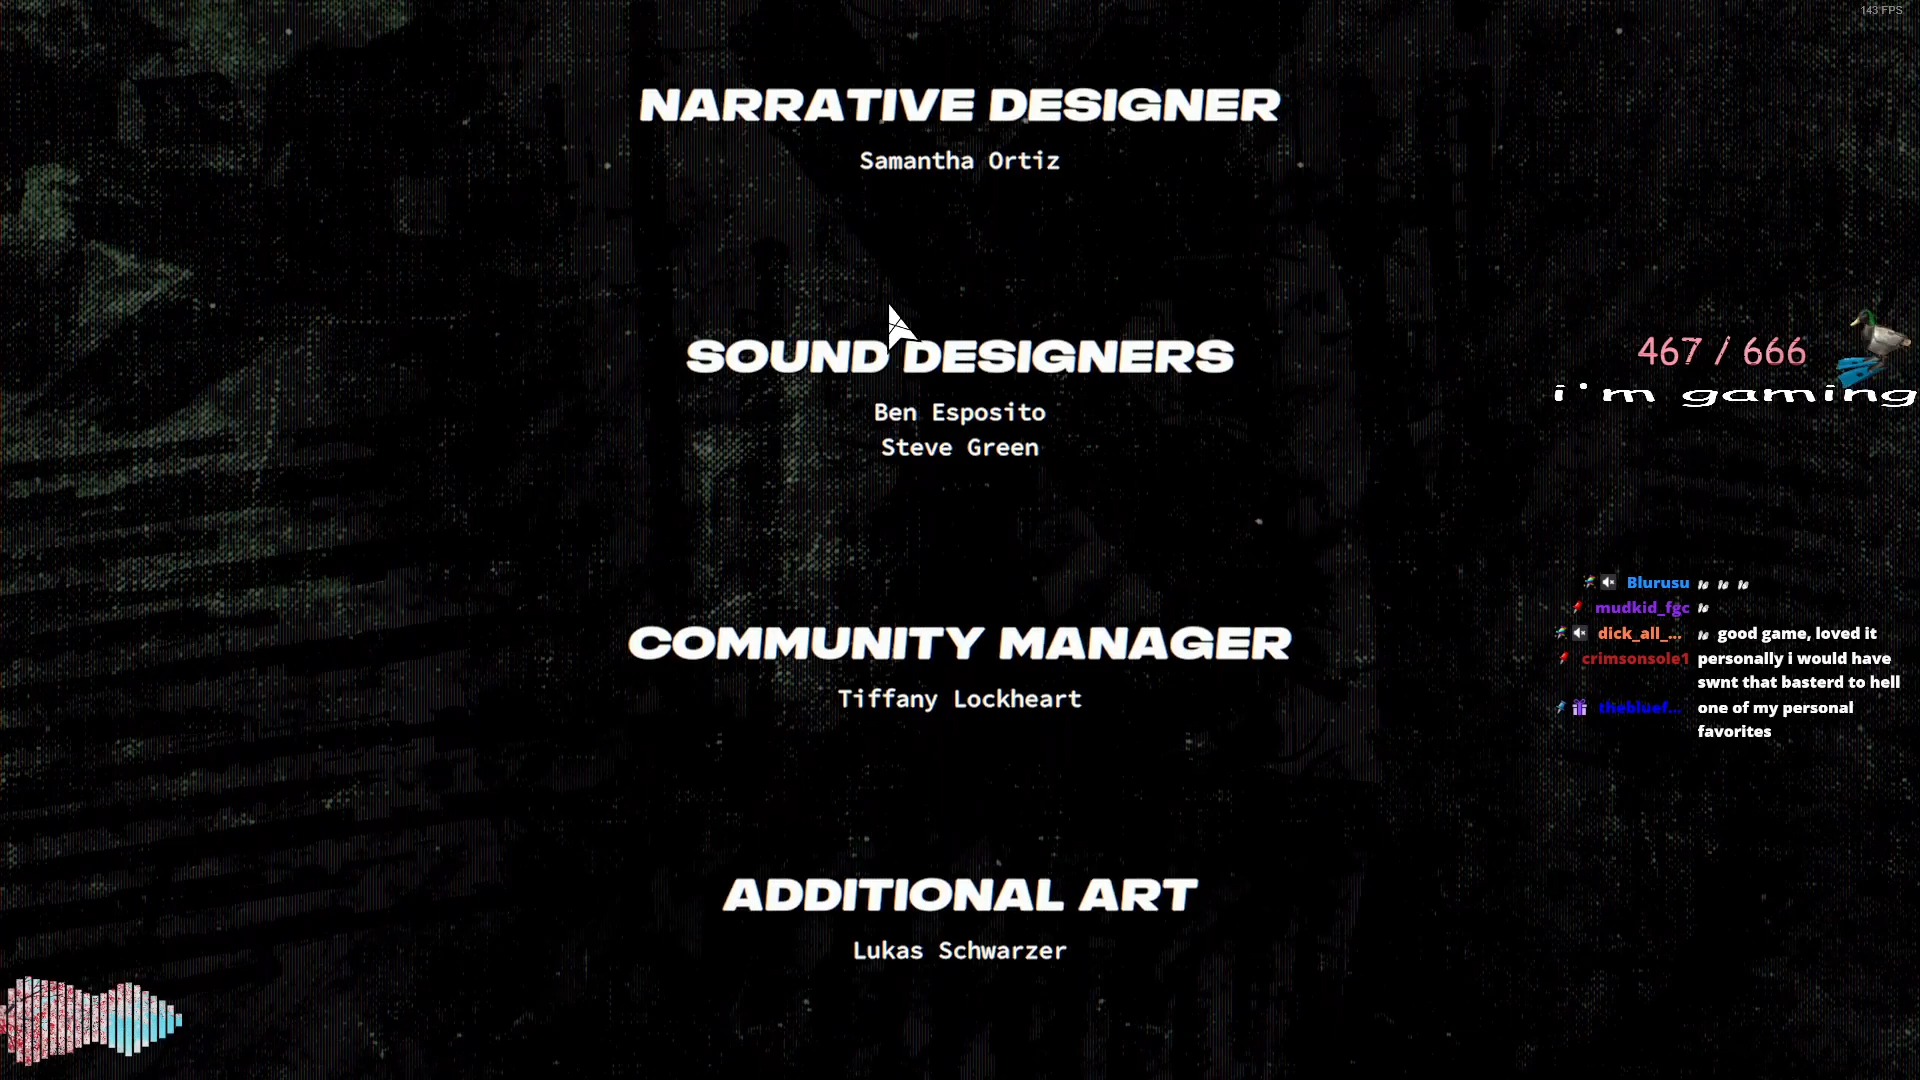 143 FPS
NARRATIVE DESIGNER
Samantha Ortiz
SOUND DESIGNERS
Ben Esposito
Steve Green
467 / 666
i'm gaming
Blurusu
mudkid_fgc
dick_all_... good game, loved it
crimsonsole1 personally i would have
swnt that basterd to hell
thebluef... one of my personal
favorites
COMMUNITY MANAGER
Tiffany Lockheart
ADDITIONAL ART
Lukas Schwarzer